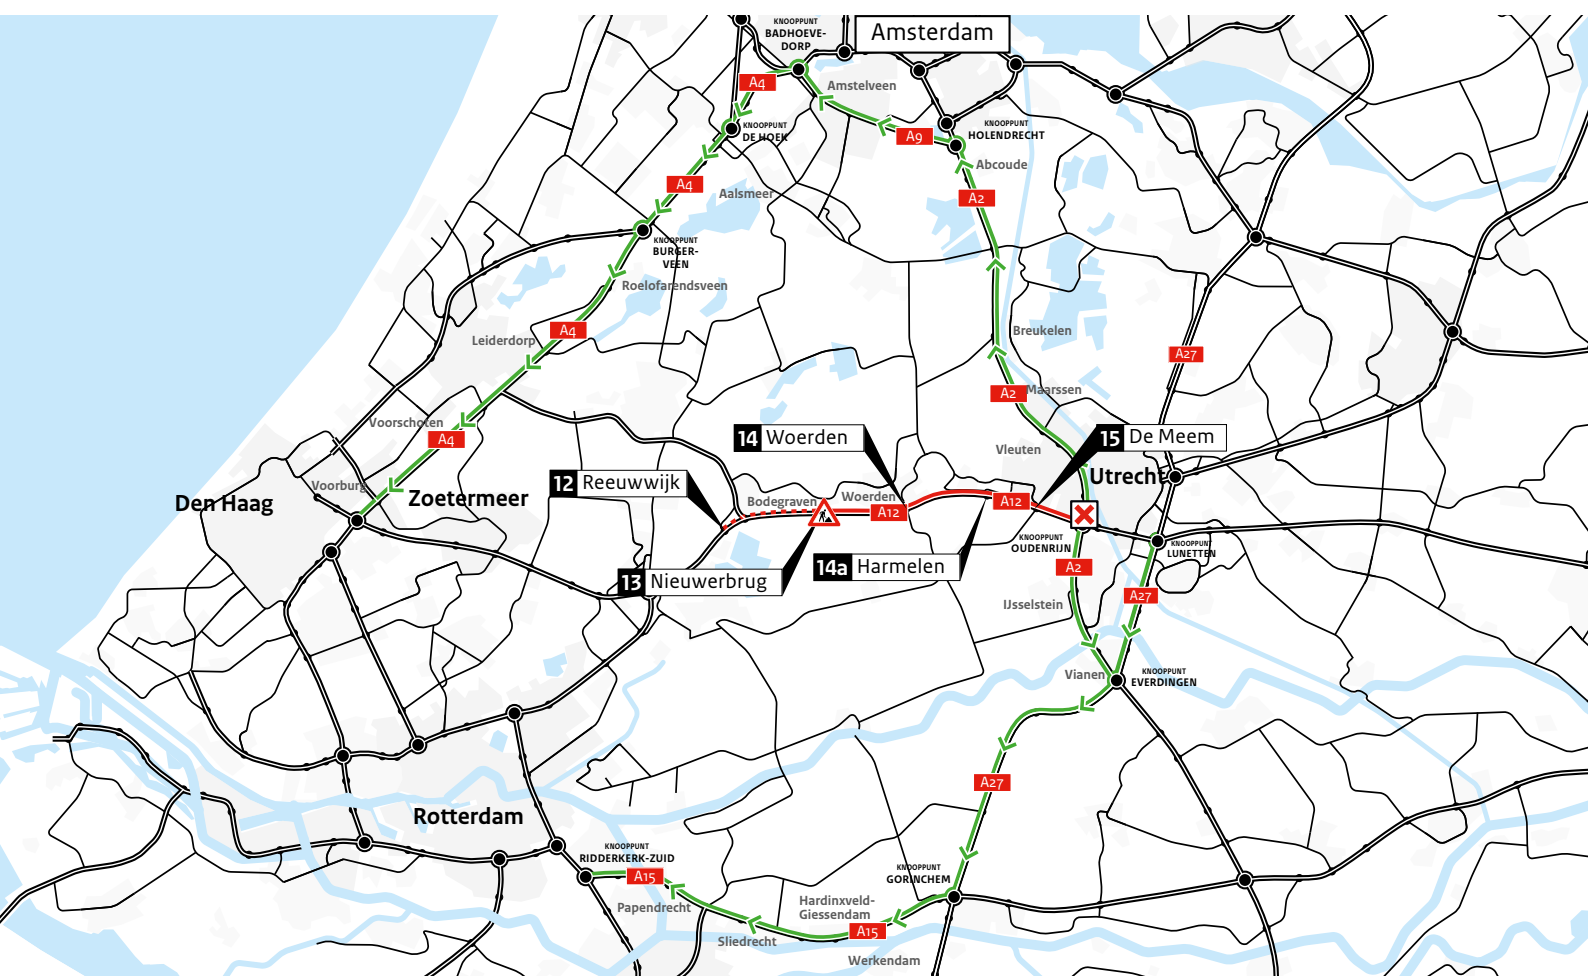 KNOOPPUNT
BADHOEVE-
DORP
Amsterdam
A4
Amstelveen
KNOOPPUNT
DE HOEK
A9
KNOOPPUNT
HOLENDRECHT
Abcoude
A4
Aalsmeer
A2
KNOOPPUNT
BURGER-
VEEN
Roelofarendsveen
A4
Leiderdorp
Breukelen
A27
A2
Maarssen
Voorschoten
A4
14 Woerden
15 De Meem
Vleuten
Utrecht
12 Reeuwwijk
Voorburg
Zoetermeer
Den Haag
Bodegraven
Woerden
A12
A12
KNOOPPUNT
OUDENRIJN
KNOOPPUNT
LUNETTEN
13 Nieuwerbrug
14a Harmelen
A2
A27
IJsselstein
Vianen
KNOOPPUNT
EVERDINGEN
A27
Rotterdam
KNOOPPUNT
RIDDERKERK-ZUID
A15
KNOOPPUNT
GORINCHEM
Papendrecht
Hardinxveld-
Giessendam
A15
Sliedrecht
Werkendam